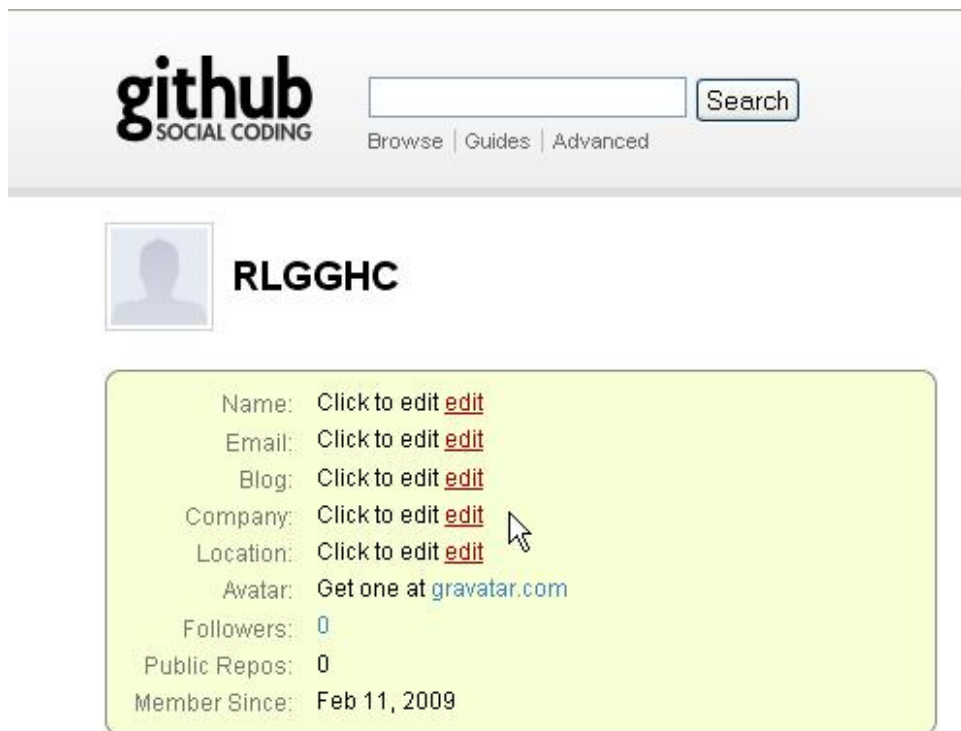 github
SOCIAL CODING
Search
Browse | Guides | Advanced
RLGGHC
Name: Click to edit edit
Email: Click to edit edit
Blog: Click to edit edit
Company: Click to edit edit
Location: Click to edit edit
Avatar: Get one at gravatar.com
Followers: 0
Public Repos: 0
Member Since: Feb 11, 2009